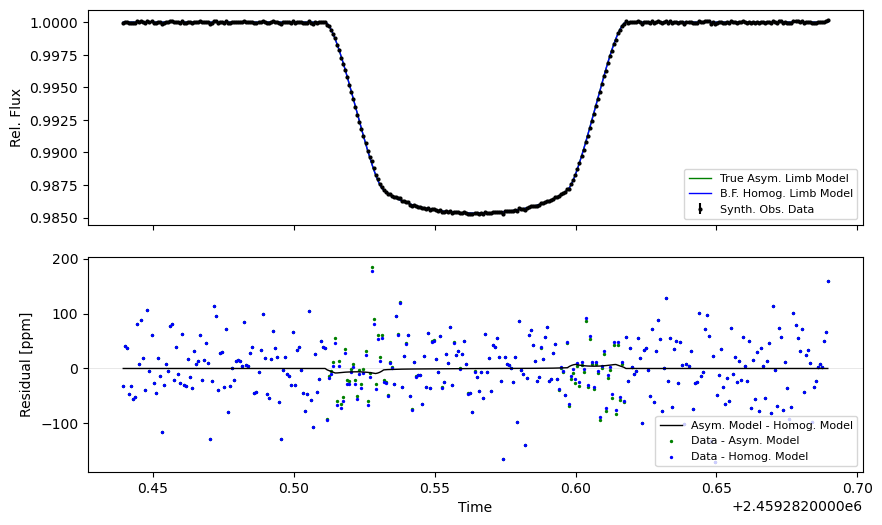 1.0000
0.9975
0.9950
0.9925
0.9900
0.9875
0.9850
Rel. Flux
True Asym. Limb Model
B.F. Homog. Limb Model
Synth. Obs. Data
200
100
0
−100
Residual [ppm]
Asym. Model - Homog. Model
Data - Asym. Model
Data - Homog. Model
0.45
0.50
0.55
0.60
0.65
0.70
Time
+2.4592820000e6